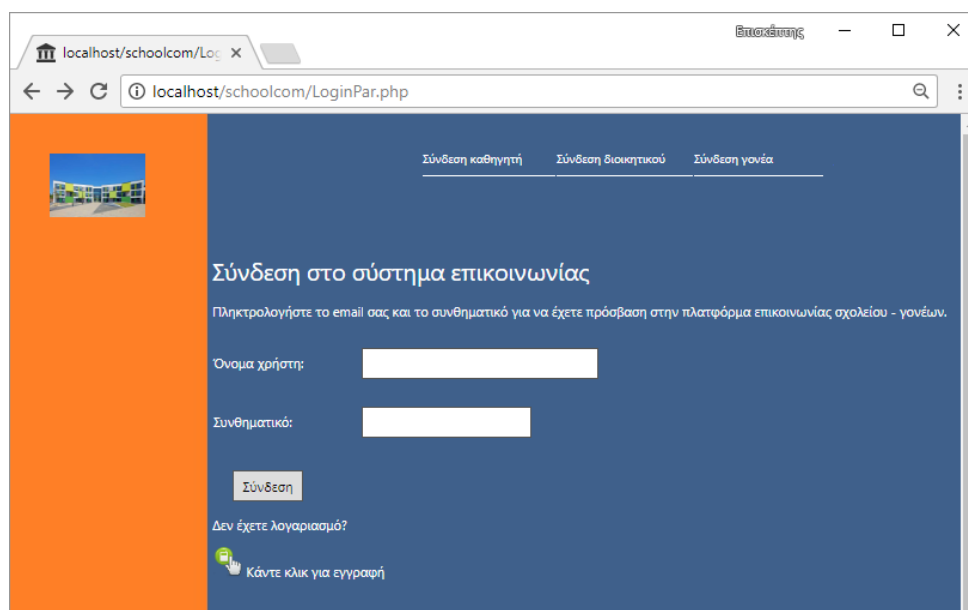 Επισκέπτης
localhost/schoolcom/Log
localhost/schoolcom/LoginPar.php
Σύνδεση καθηγητή Σύνδεση διοικητικού Σύνδεση γονέα
Σύνδεση στο σύστημα επικοινωνίας
Πληκτρολογήστε το email σας και το συνθηματικό για να έχετε πρόσβαση στην πλατφόρμα επικοινωνίας σχολείου - γονέων.
Όνομα χρήστη:
Συνθηματικό:
Σύνδεση
Δεν έχετε λογαριασμό?
Κάντε κλικ για εγγραφή